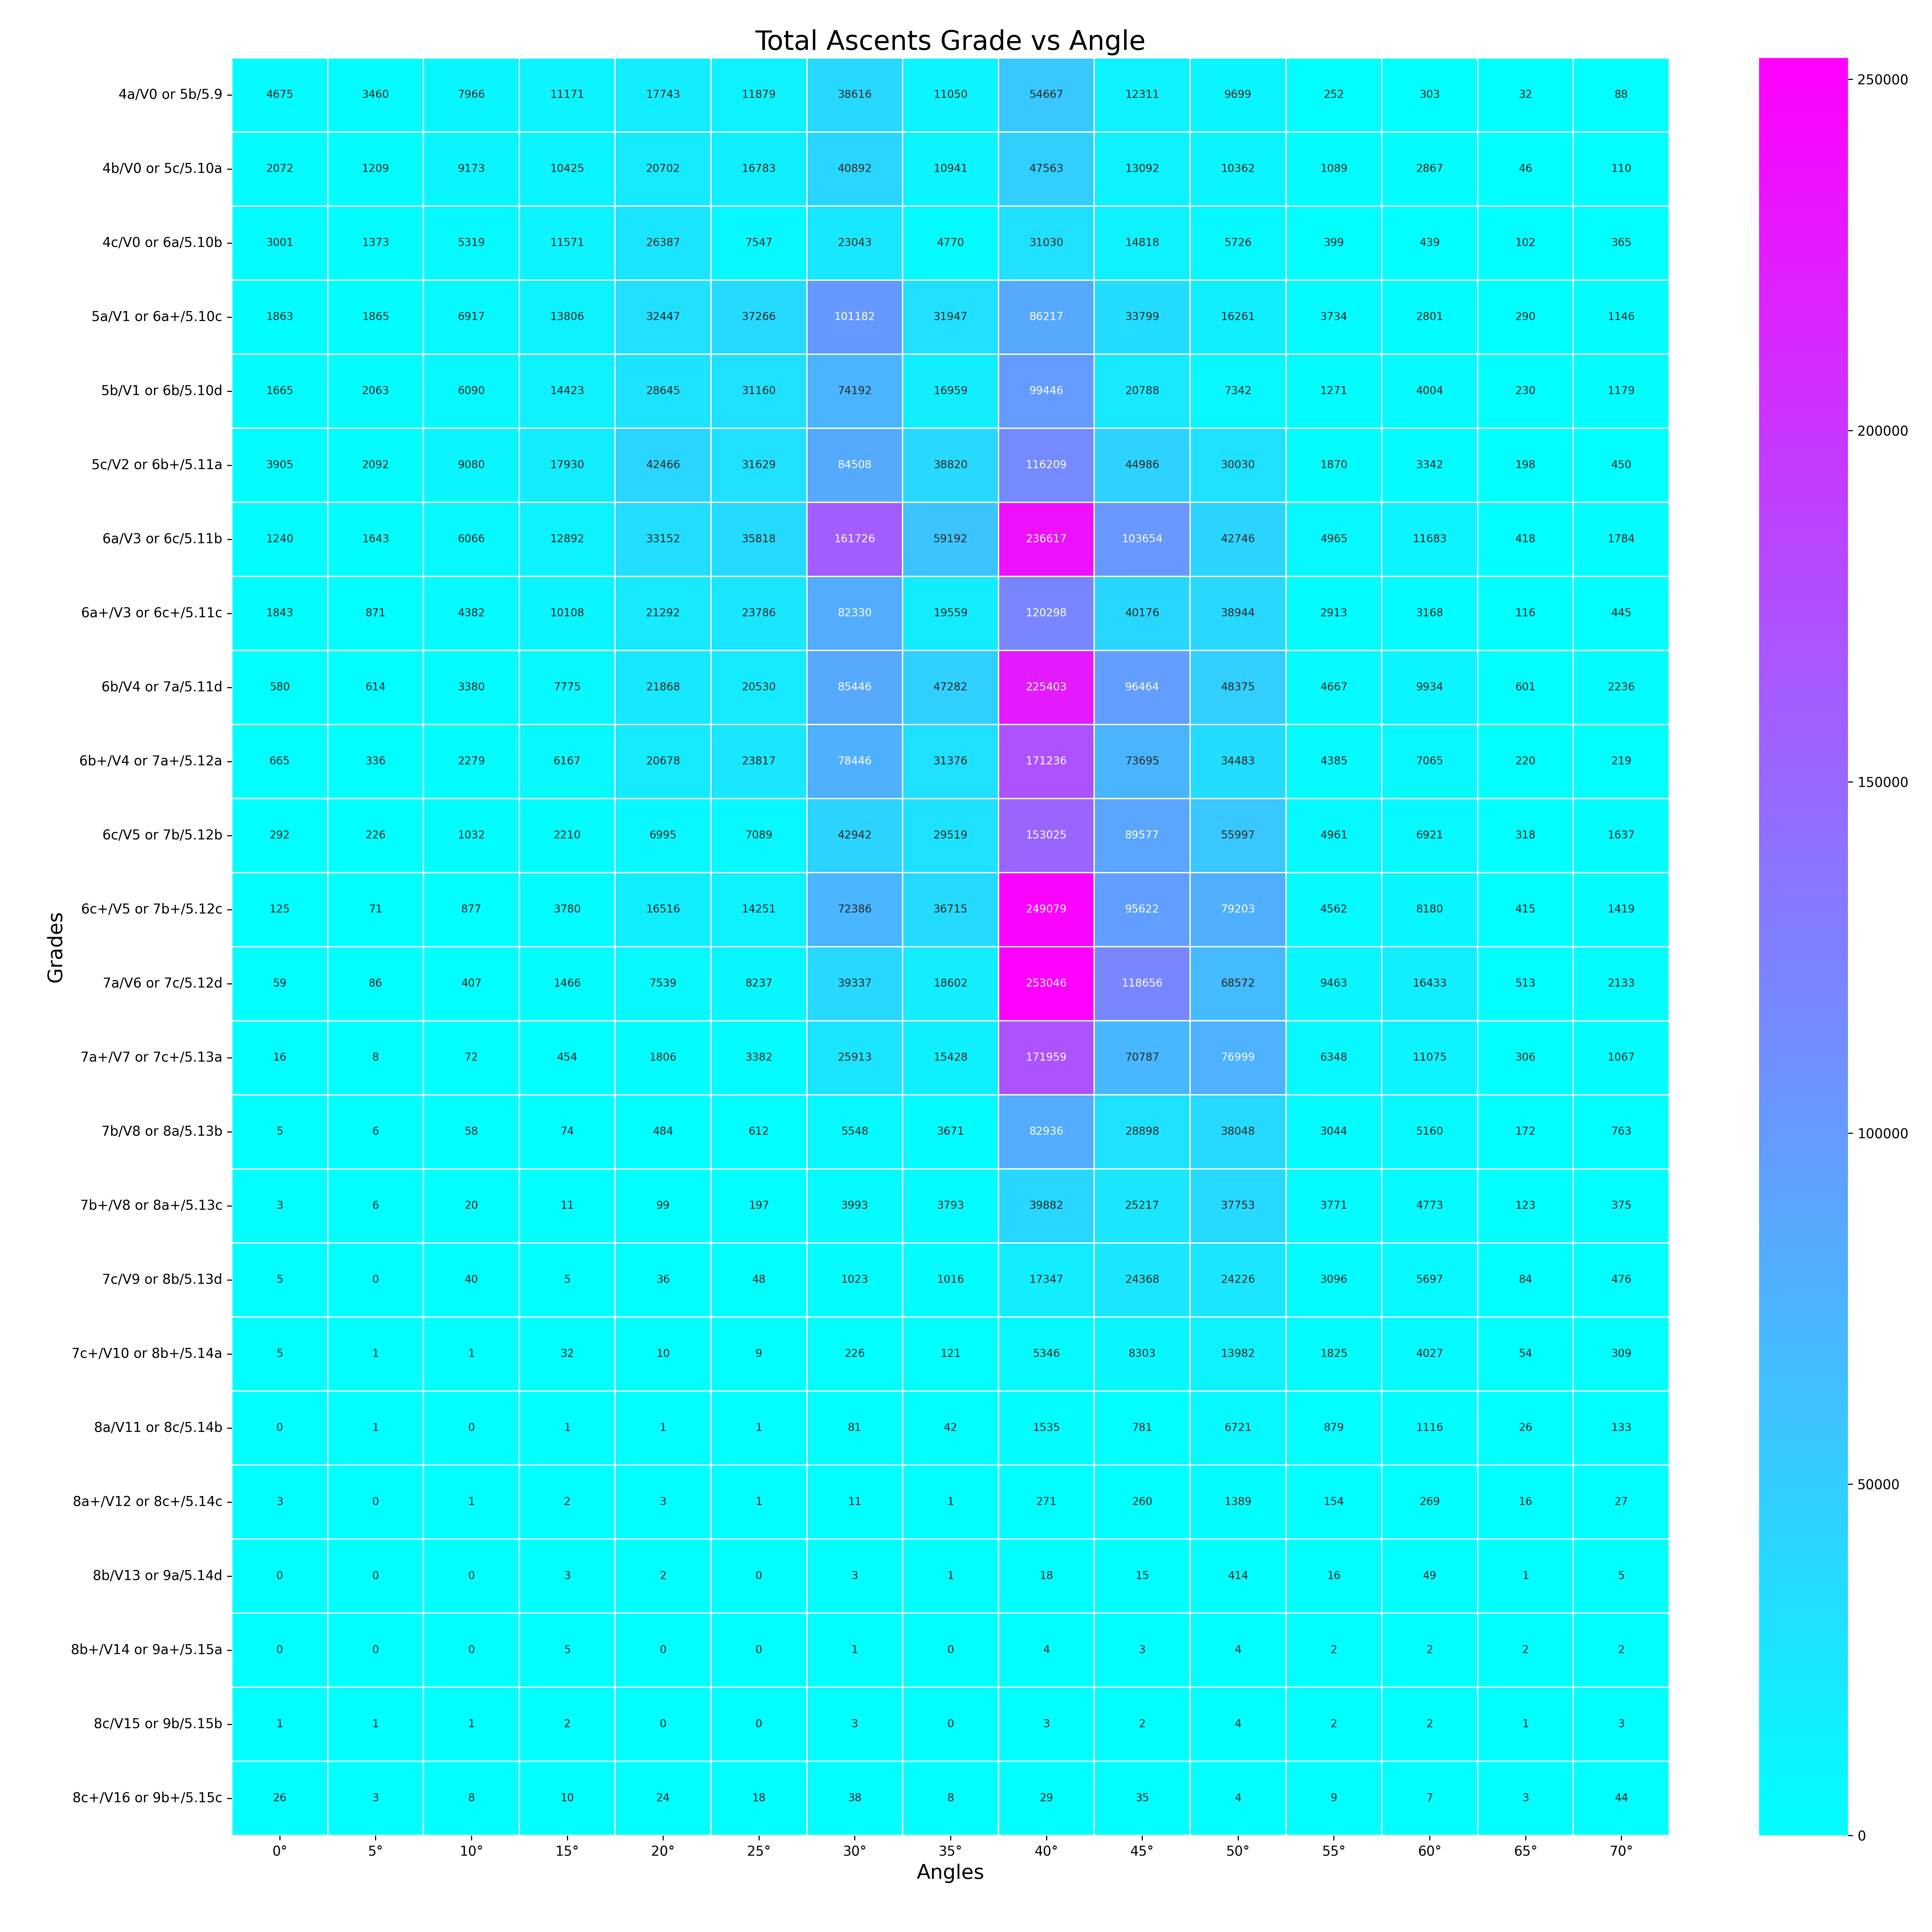 Total Ascents Grade vs Angle
4a/V0 or 5b/5.9 4675 3460 7966 11171 17743 11879 38616 11050 54667 12311 9699 252 303 32 88
4b/V0 or 5c/5.10a 2072 1209 9173 10425 20702 16783 40892 10941 47563 13092 10362 1089 2867 46 110
4c/V0 or 6a/5.10b 3001 1373 5319 11571 26387 7547 23043 4770 31030 14818 5726 399 439 102 365
5a/V1 or 6a+/5.10c 1863 1865 6917 13806 32447 37266 101182 31947 86217 33799 16261 3734 2801 290 1146
5b/V1 or 6b/5.10d 1665 2063 6090 14423 28645 31160 74192 16959 99446 20788 7342 1271 4004 230 1179
5c/V2 or 6b+/5.11a 3905 2092 9080 17930 42466 31629 84508 38820 116209 44986 30030 1870 3342 198 450
6a/V3 or 6c/5.11b 1240 1643 6066 12892 33152 35818 161726 59192 236617 103654 42746 4965 11683 418 1784
6a+/V3 or 6c+/5.11c 1843 871 4382 10108 21292 23786 82330 19559 120298 40176 38944 2913 3168 116 445
6b/V4 or 7a/5.11d 580 614 3380 7775 21868 20530 85446 47282 225403 96464 48375 4667 9934 601 2236
6b+/V4 or 7a+/5.12a 665 336 2279 6167 20678 23817 78446 31376 171236 73695 34483 4385 7065 220 219
6c/V5 or 7b/5.12b 292 226 1032 2210 6995 7089 42942 29519 153025 89577 55997 4961 6921 318 1637
6c+/V5 or 7b+/5.12c 125 71 877 3780 16516 14251 72386 36715 249079 95622 79203 4562 8180 415 1419
7a/V6 or 7c/5.12d 59 86 407 1466 7539 8237 39337 18602 253046 118656 68572 9463 16433 513 2133
7a+/V7 or 7c+/5.13a 16 8 72 454 1806 3382 25913 15428 171959 70787 76999 6348 11075 306 1067
7b/V8 or 8a/5.13b 5 6 58 74 484 612 5548 3671 82936 28898 38048 3044 5160 172 763
7b+/V8 or 8a+/5.13c 3 6 20 11 99 197 3993 3793 39882 25217 37753 3771 4773 123 375
7c/V9 or 8b/5.13d 5 0 40 5 36 48 1023 1016 17347 24368 24226 3096 5697 84 476
7c+/V10 or 8b+/5.14a 5 1 1 32 10 9 226 121 5346 8303 13982 1825 4027 54 309
8a/V11 or 8c/5.14b 0 1 0 1 1 1 81 42 1535 781 6721 879 1116 26 133
8a+/V12 or 8c+/5.14c 3 0 1 2 3 1 11 1 271 260 1389 154 269 16 27
8b/V13 or 9a/5.14d 0 0 0 3 2 0 3 1 18 15 414 16 49 1 5
8b+/V14 or 9a+/5.15a 0 0 0 5 0 0 1 0 4 3 4 2 2 2 2
8c/V15 or 9b/5.15b 1 1 1 2 0 0 3 0 3 2 4 2 2 1 3
8c+/V16 or 9b+/5.15c 26 3 8 10 24 18 38 8 29 35 4 9 7 3 44
0° 5° 10° 15° 20° 25° 30° 35° 40° 45° 50° 55° 60° 65° 70°
Angles
Grades
250000
200000
150000
100000
50000
0